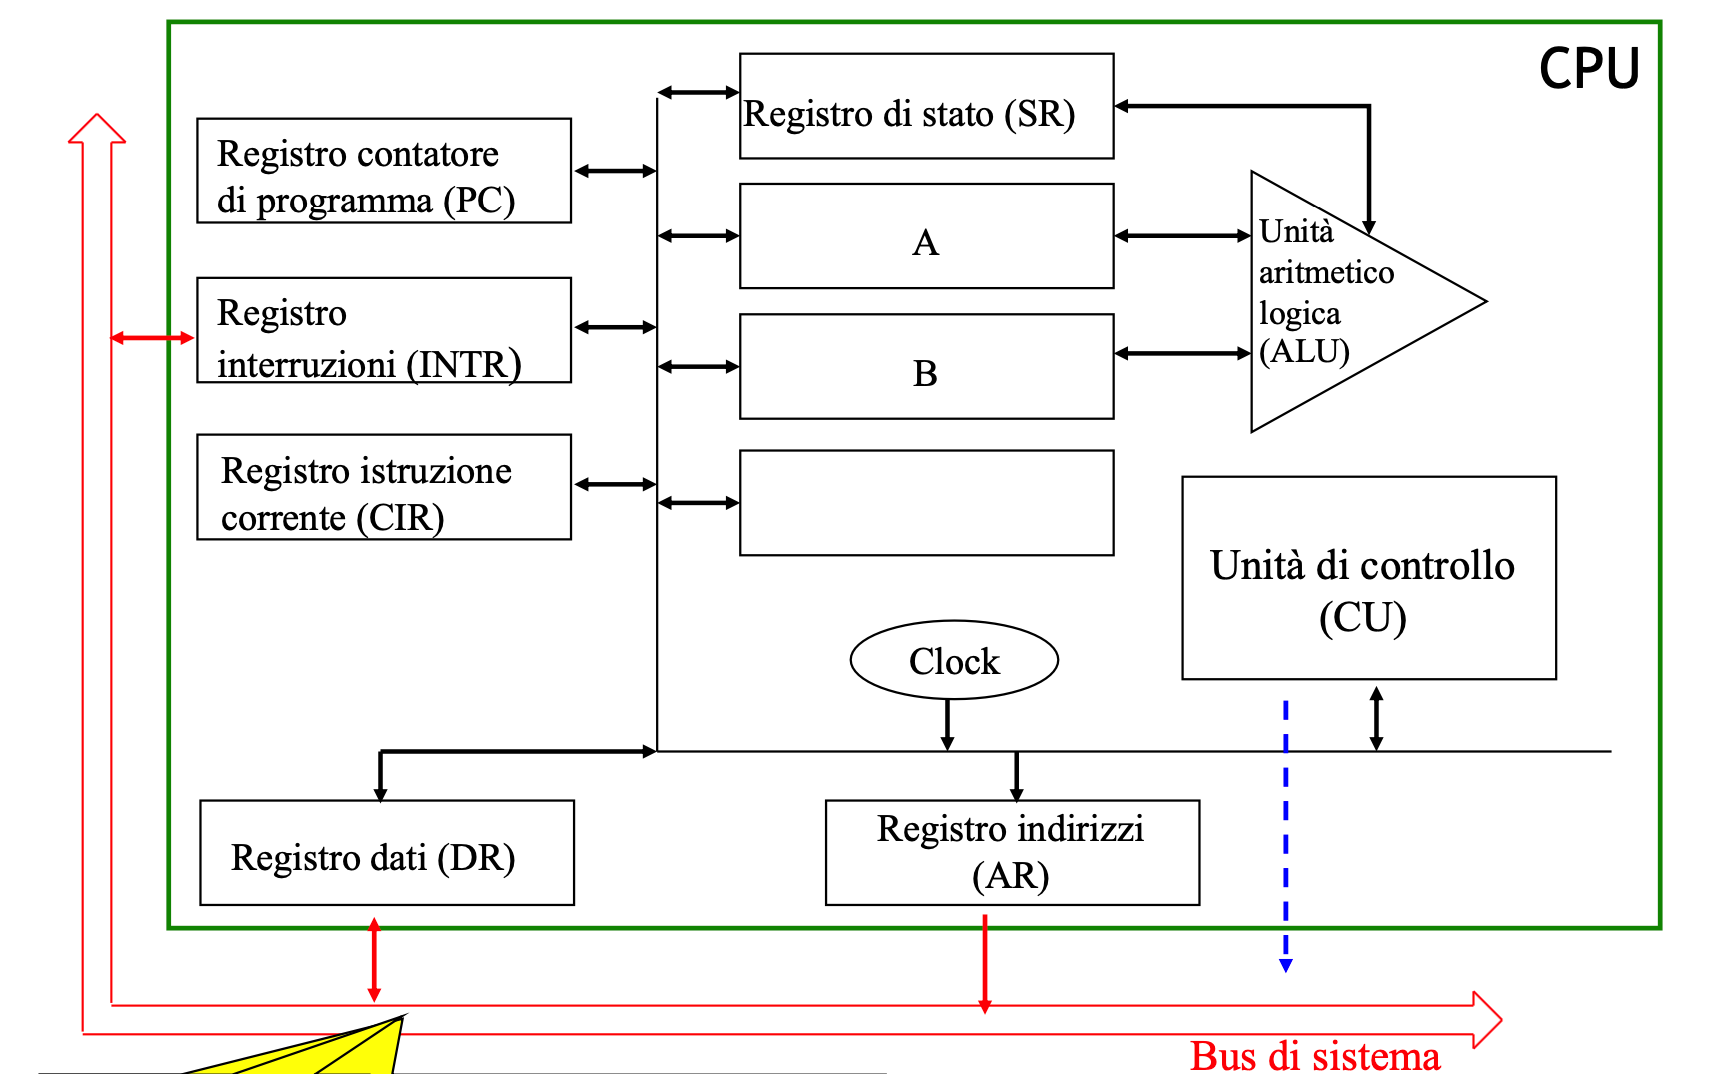 CPU
Registro di stato (SR)
Registro contatore
di programma (PC)
A
Unità
aritmetico
logica
(ALU)
Registro
interruzioni (INTR)
B
Registro istruzione
corrente (CIR)
Unità di controllo
(CU)
Clock
Registro dati (DR)
Registro indirizzi
(AR)
Bus di sistema